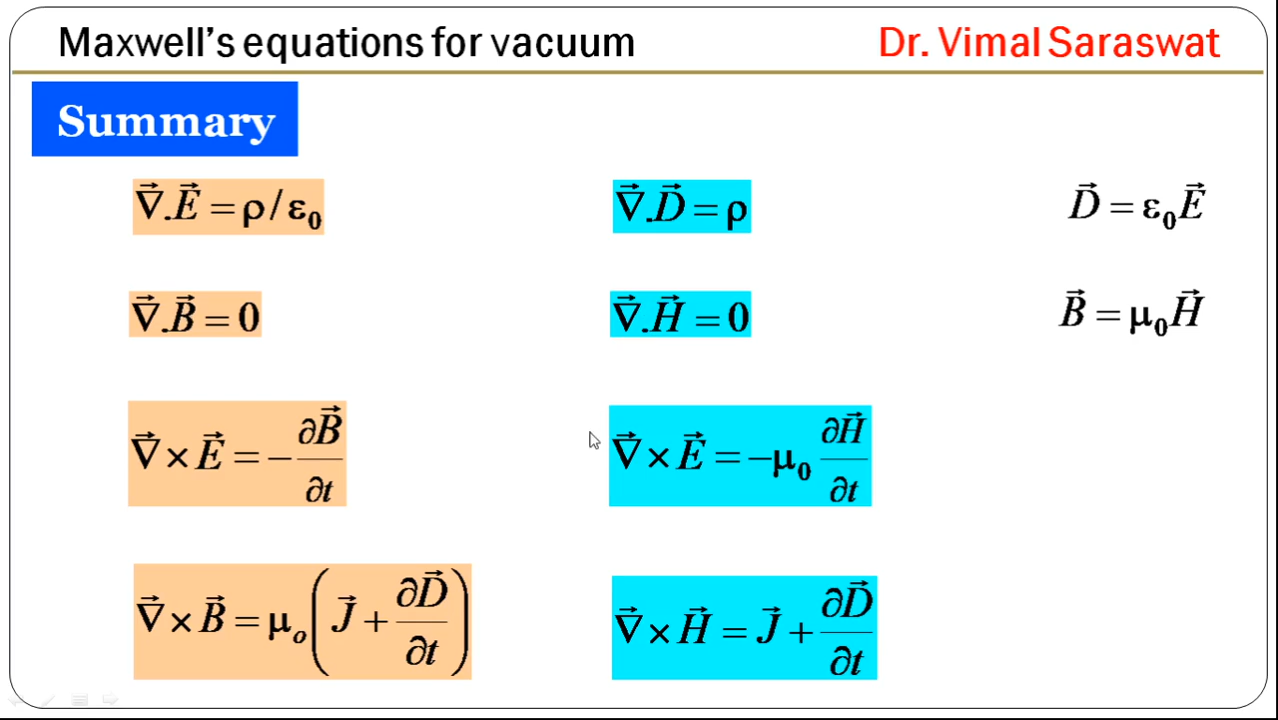 Maxwell's equations for vacuum Dr. Vimal Saraswat
Summary
∇⃗.E⃗ = ρ / ε₀ ∇⃗.D⃗ = ρ D⃗ = ε₀E⃗
∇⃗.B⃗ = 0 ∇⃗.H⃗ = 0 B⃗ = μ₀H⃗
∇⃗ × E⃗ = −∂B⃗/∂t ∇⃗ × E⃗ = −μ₀ ∂H⃗/∂t
∇⃗ × B⃗ = μₒ(J⃗ + ∂D⃗/∂t) ∇⃗ × H⃗ = J⃗ + ∂D⃗/∂t